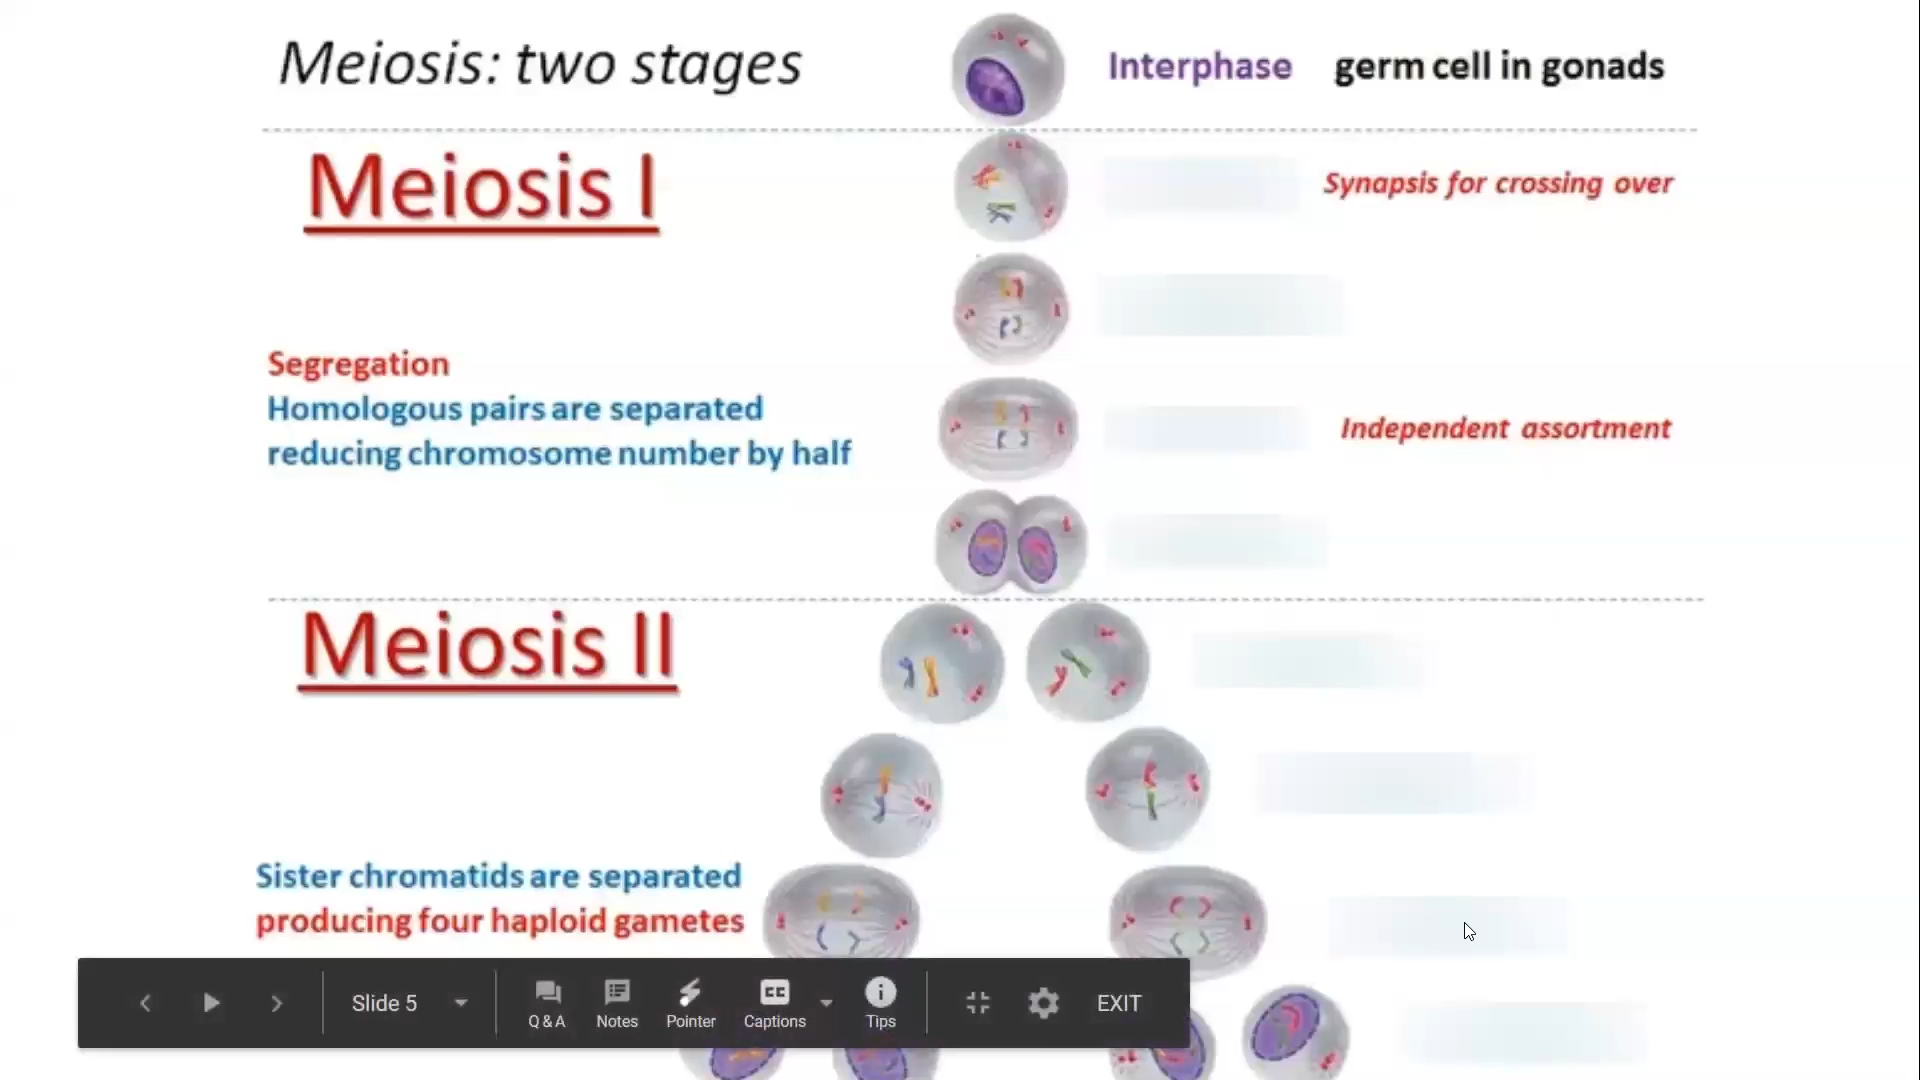 Meiosis: two stages
Interphase germ cell in gonads
Meiosis I
Synapsis for crossing over
Segregation
Homologous pairs are separated
reducing chromosome number by half
Independent assortment
Meiosis II
Sister chromatids are separated
producing four haploid gametes
Slide 5
Q & A
Notes
Pointer
CC
Captions
Tips
EXIT